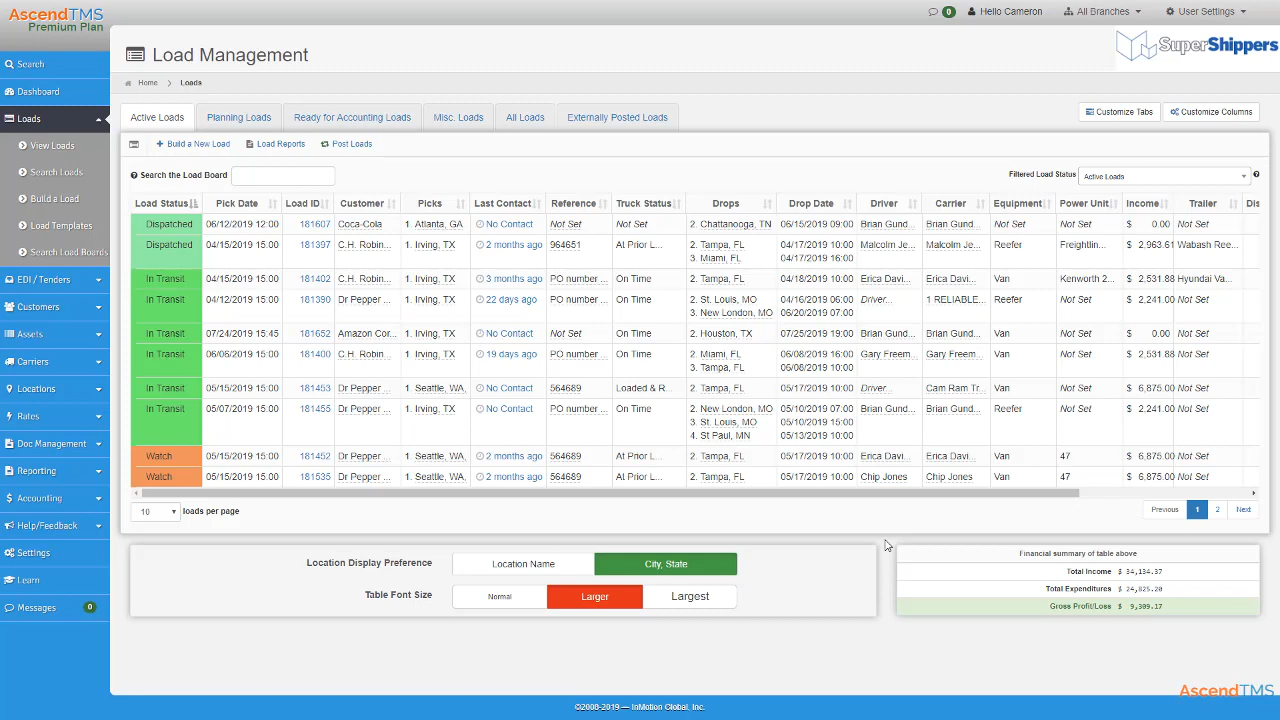 AscendTMS
Premium Plan
0 Hello Cameron All Branches User Settings
Load Management
SuperShippers
Home > Loads
Search
Dashboard
Loads
View Loads
Search Loads
Build a Load
Load Templates
Search Load Boards
EDI / Tenders
Customers
Assets
Carriers
Locations
Rates
Doc Management
Reporting
Accounting
Help/Feedback
Settings
Learn
Messages 0
Active Loads Planning Loads Ready for Accounting Loads Misc. Loads All Loads Externally Posted Loads Customize Tabs Customize Columns
Build a New Load Load Reports Post Loads
Search the Load Board Filtered Load Status Active Loads
Load Status Pick Date Load ID Customer Picks Last Contact Reference Truck Status Drops Drop Date Driver Carrier Equipment Power Unit Income Trailer Dis
Dispatched 06/12/2019 12:00 181607 Coca-Cola 1. Atlanta, GA No Contact Not Set Not Set 2. Chattanooga, TN 06/15/2019 09:00 Brian Gund... Brian Gund... Not Set Not Set $ 0.00 Not Set
Dispatched 04/15/2019 15:00 181397 C.H. Robin... 1. Irving, TX 2 months ago 964651 At Prior L... 2. Tampa, FL 04/17/2019 10:00 Malcolm Je... Malcolm Je... Reefer Freightlin... $ 2,963.61 Wabash Ree...
3. Miami, FL 04/17/2019 16:00
In Transit 04/15/2019 15:00 181402 C.H. Robin... 1. Irving, TX 3 months ago PO number ... On Time 2. Tampa, FL 04/17/2019 10:00 Erica Davi... Erica Davi... Van Kenworth 2... $ 2,531.88 Hyundai Va...
In Transit 04/12/2019 15:00 181390 Dr Pepper ... 1. Irving, TX 22 days ago PO number ... On Time 2. St. Louis, MO 04/16/2019 06:00 Driver... 1 RELIABLE... Reefer Not Set $ 2,241.00 Not Set
3. New London, MO 06/20/2019 07:00
In Transit 07/24/2019 15:45 181652 Amazon Cor... 1. Irving, TX No Contact Not Set On Time 2. Houston, TX 07/25/2019 19:00 Brian Gund... Brian Gund... Van Not Set $ 0.00 Not Set
In Transit 06/06/2019 15:00 181400 C.H. Robin... 1. Irving, TX 19 days ago PO number ... On Time 2. Miami, FL 06/08/2019 16:00 Gary Freem... Gary Freem... Van Not Set $ 2,531.88 Not Set
3. Tampa, FL 06/08/2019 10:00
In Transit 05/15/2019 15:00 181453 Dr Pepper ... 1. Seattle, WA, No Contact 564689 Loaded & R... 2. Tampa, FL 05/17/2019 10:00 Driver... Cam Ram Tr... Van Not Set $ 6,875.00 Not Set
In Transit 05/07/2019 15:00 181455 Dr Pepper ... 1. Irving, TX No Contact PO number ... On Time 2. New London, MO 05/10/2019 07:00 Brian Gund... Brian Gund... Reefer Not Set $ 2,241.00 Not Set
3. St. Louis, MO 05/10/2019 15:00
4. St Paul, MN 05/13/2019 10:00
Watch 05/15/2019 15:00 181452 Dr Pepper ... 1. Seattle, WA, 2 months ago 564689 At Prior L... 2. Tampa, FL 05/17/2019 10:00 Erica Davi... Erica Davi... Van 47 $ 6,875.00 Not Set
Watch 05/15/2019 15:00 181535 Dr Pepper ... 1. Seattle, WA, 2 months ago 564689 At Prior L... 2. Tampa, FL 05/17/2019 10:00 Chip Jones Chip Jones Van 47 $ 6,875.00 Not Set
10 loads per page Previous 1 2 Next
Location Display Preference Location Name City, State
Table Font Size Normal Larger Largest
Financial summary of table above
Total Income $ 34,134.37
Total Expenditures $ 24,825.20
Gross Profit/Loss $ 9,309.17
AscendTMS
©2008-2019 — InMotion Global, Inc.